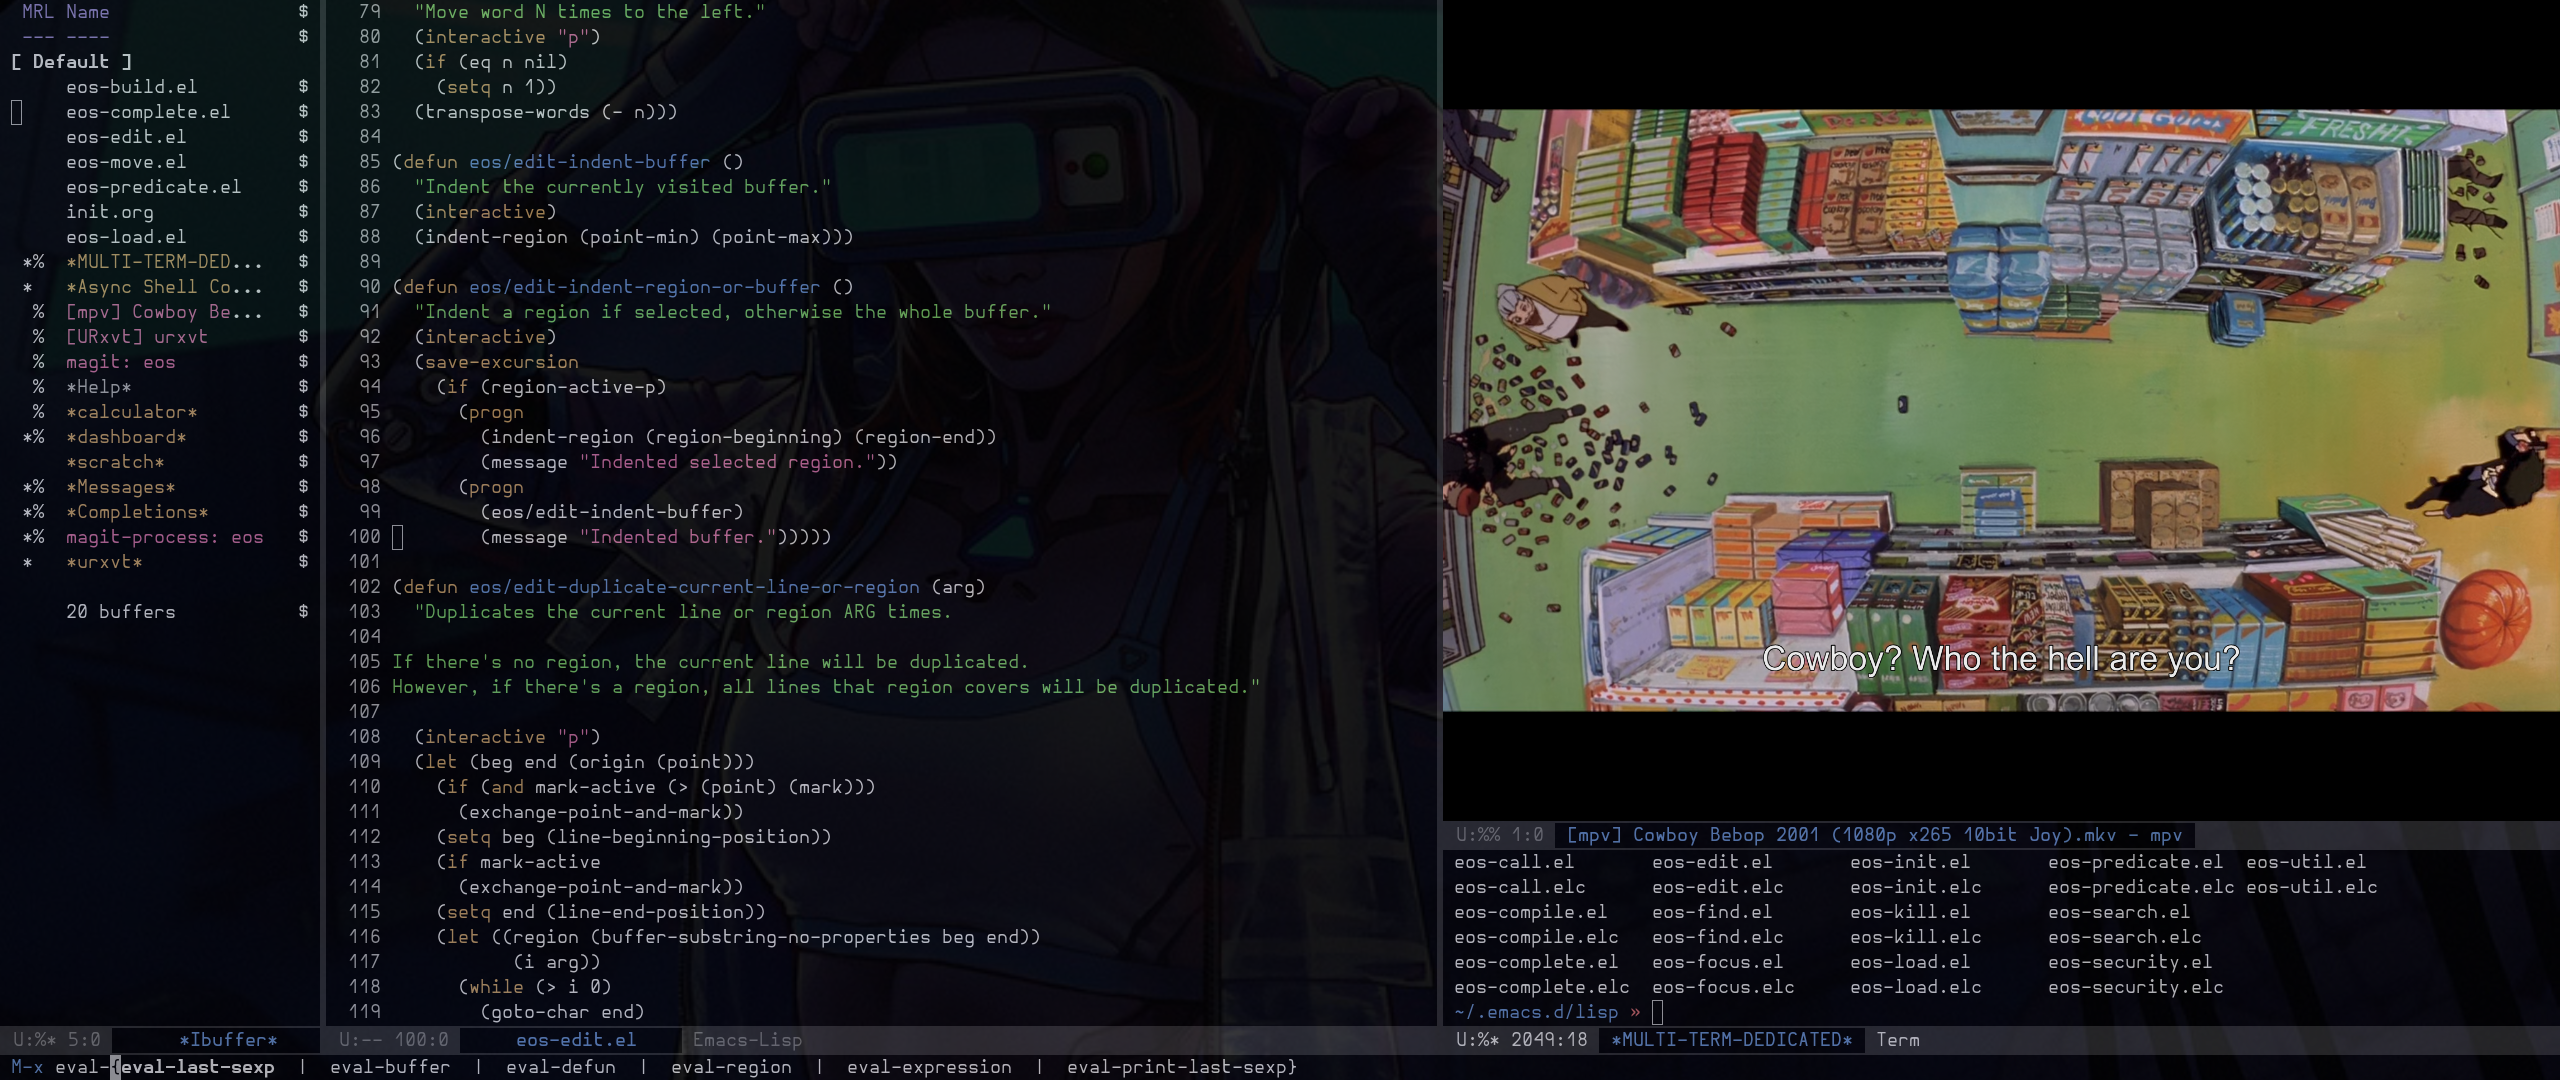 MRL Name $
--- ---- $
[ Default ]
eos-build.el $
eos-complete.el $
eos-edit.el $
eos-move.el $
eos-predicate.el $
init.org $
eos-load.el $
*% *MULTI-TERM-DED... $
* *Async Shell Co... $
% [mpv] Cowboy Be... $
% [URxvt] urxvt $
% magit: eos $
% *Help* $
% *calculator* $
*% *dashboard* $
*scratch* $
*% *Messages* $
*% *Completions* $
*% magit-process: eos $
* *urxvt* $
20 buffers $
U:%* 5:0 *Ibuffer*
79 "Move word N times to the left."
80 (interactive "p")
81 (if (eq n nil)
82 (setq n 1))
83 (transpose-words (- n)))
84
85 (defun eos/edit-indent-buffer ()
86 "Indent the currently visited buffer."
87 (interactive)
88 (indent-region (point-min) (point-max)))
89
90 (defun eos/edit-indent-region-or-buffer ()
91 "Indent a region if selected, otherwise the whole buffer."
92 (interactive)
93 (save-excursion
94 (if (region-active-p)
95 (progn
96 (indent-region (region-beginning) (region-end))
97 (message "Indented selected region."))
98 (progn
99 (eos/edit-indent-buffer)
100 (message "Indented buffer.")))))
101
102 (defun eos/edit-duplicate-current-line-or-region (arg)
103 "Duplicates the current line or region ARG times.
104
105 If there's no region, the current line will be duplicated.
106 However, if there's a region, all lines that region covers will be duplicated."
107
108 (interactive "p")
109 (let (beg end (origin (point)))
110 (if (and mark-active (> (point) (mark)))
111 (exchange-point-and-mark))
112 (setq beg (line-beginning-position))
113 (if mark-active
114 (exchange-point-and-mark))
115 (setq end (line-end-position))
116 (let ((region (buffer-substring-no-properties beg end))
117 (i arg))
118 (while (> i 0)
119 (goto-char end)
U:-- 100:0 eos-edit.el Emacs-Lisp
COOL GOODS
FRESH!
Cowboy? Who the hell are you?
U:%% 1:0 [mpv] Cowboy Bebop 2001 (1080p x265 10bit Joy).mkv - mpv
eos-call.el eos-edit.el eos-init.el eos-predicate.el eos-util.el
eos-call.elc eos-edit.elc eos-init.elc eos-predicate.elc eos-util.elc
eos-compile.el eos-find.el eos-kill.el eos-search.el
eos-compile.elc eos-find.elc eos-kill.elc eos-search.elc
eos-complete.el eos-focus.el eos-load.el eos-security.el
eos-complete.elc eos-focus.elc eos-load.elc eos-security.elc
~/.emacs.d/lisp »
U:%* 2049:18 *MULTI-TERM-DEDICATED* Term
M-x eval-{eval-last-sexp | eval-buffer | eval-defun | eval-region | eval-expression | eval-print-last-sexp}